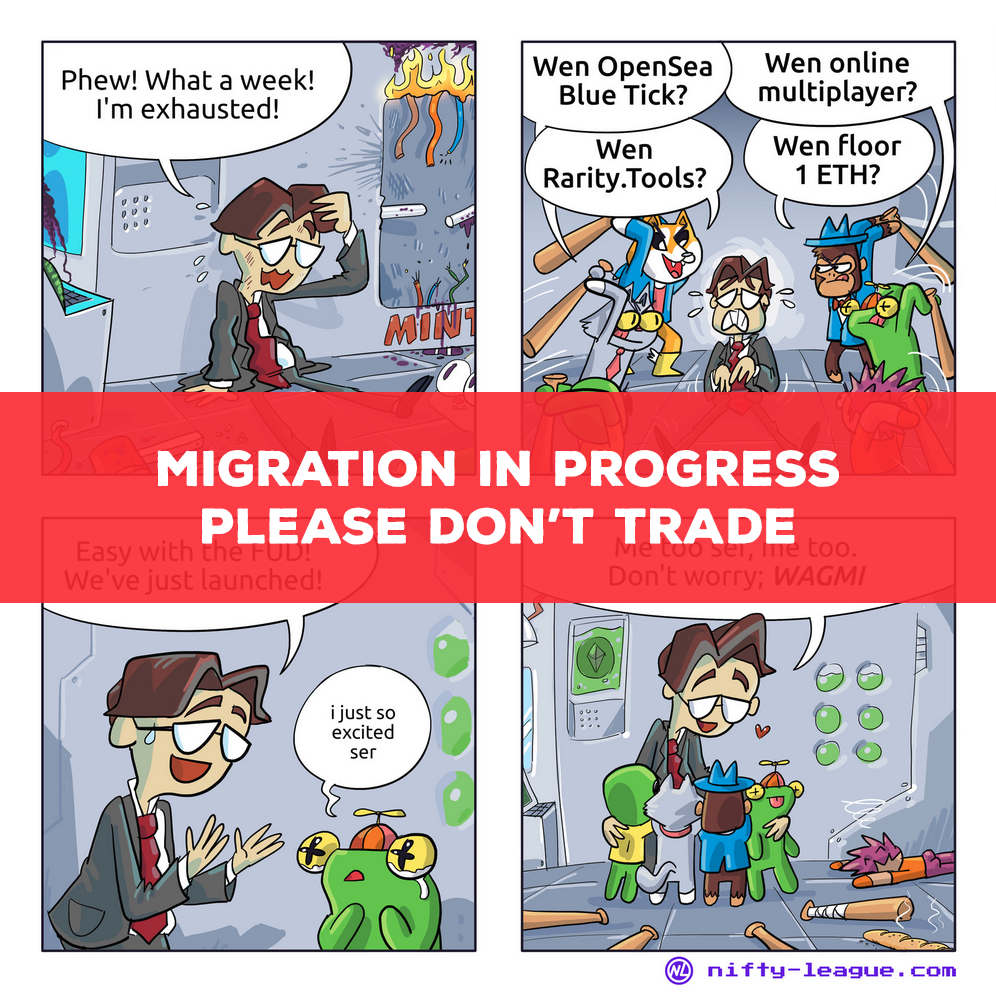 Phew! What a week!
I'm exhausted!
MINT
Wen OpenSea
Blue Tick?
Wen online
multiplayer?
Wen
Rarity.Tools?
Wen floor
1 ETH?
MIGRATION IN PROGRESS
PLEASE DON'T TRADE
Easy with the FUD!
We've just launched!
i just so
excited
ser
Me too ser, me too.
Don't worry; WAGMI
NL nifty-league.com